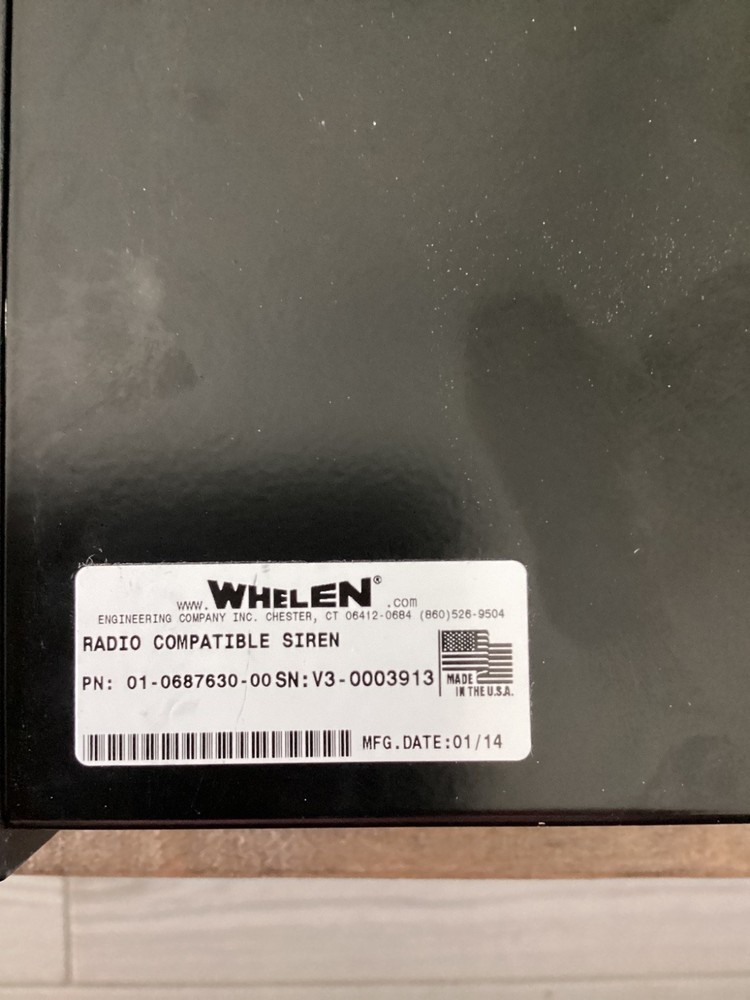 www.WHELEN®.com
ENGINEERING COMPANY INC. CHESTER, CT 06412-0684 (860)526-9504
RADIO COMPATIBLE SIREN
PN: 01-0687630-00 SN:V3-0003913
MADE
IN THE U.S.A.
MFG.DATE:01/14